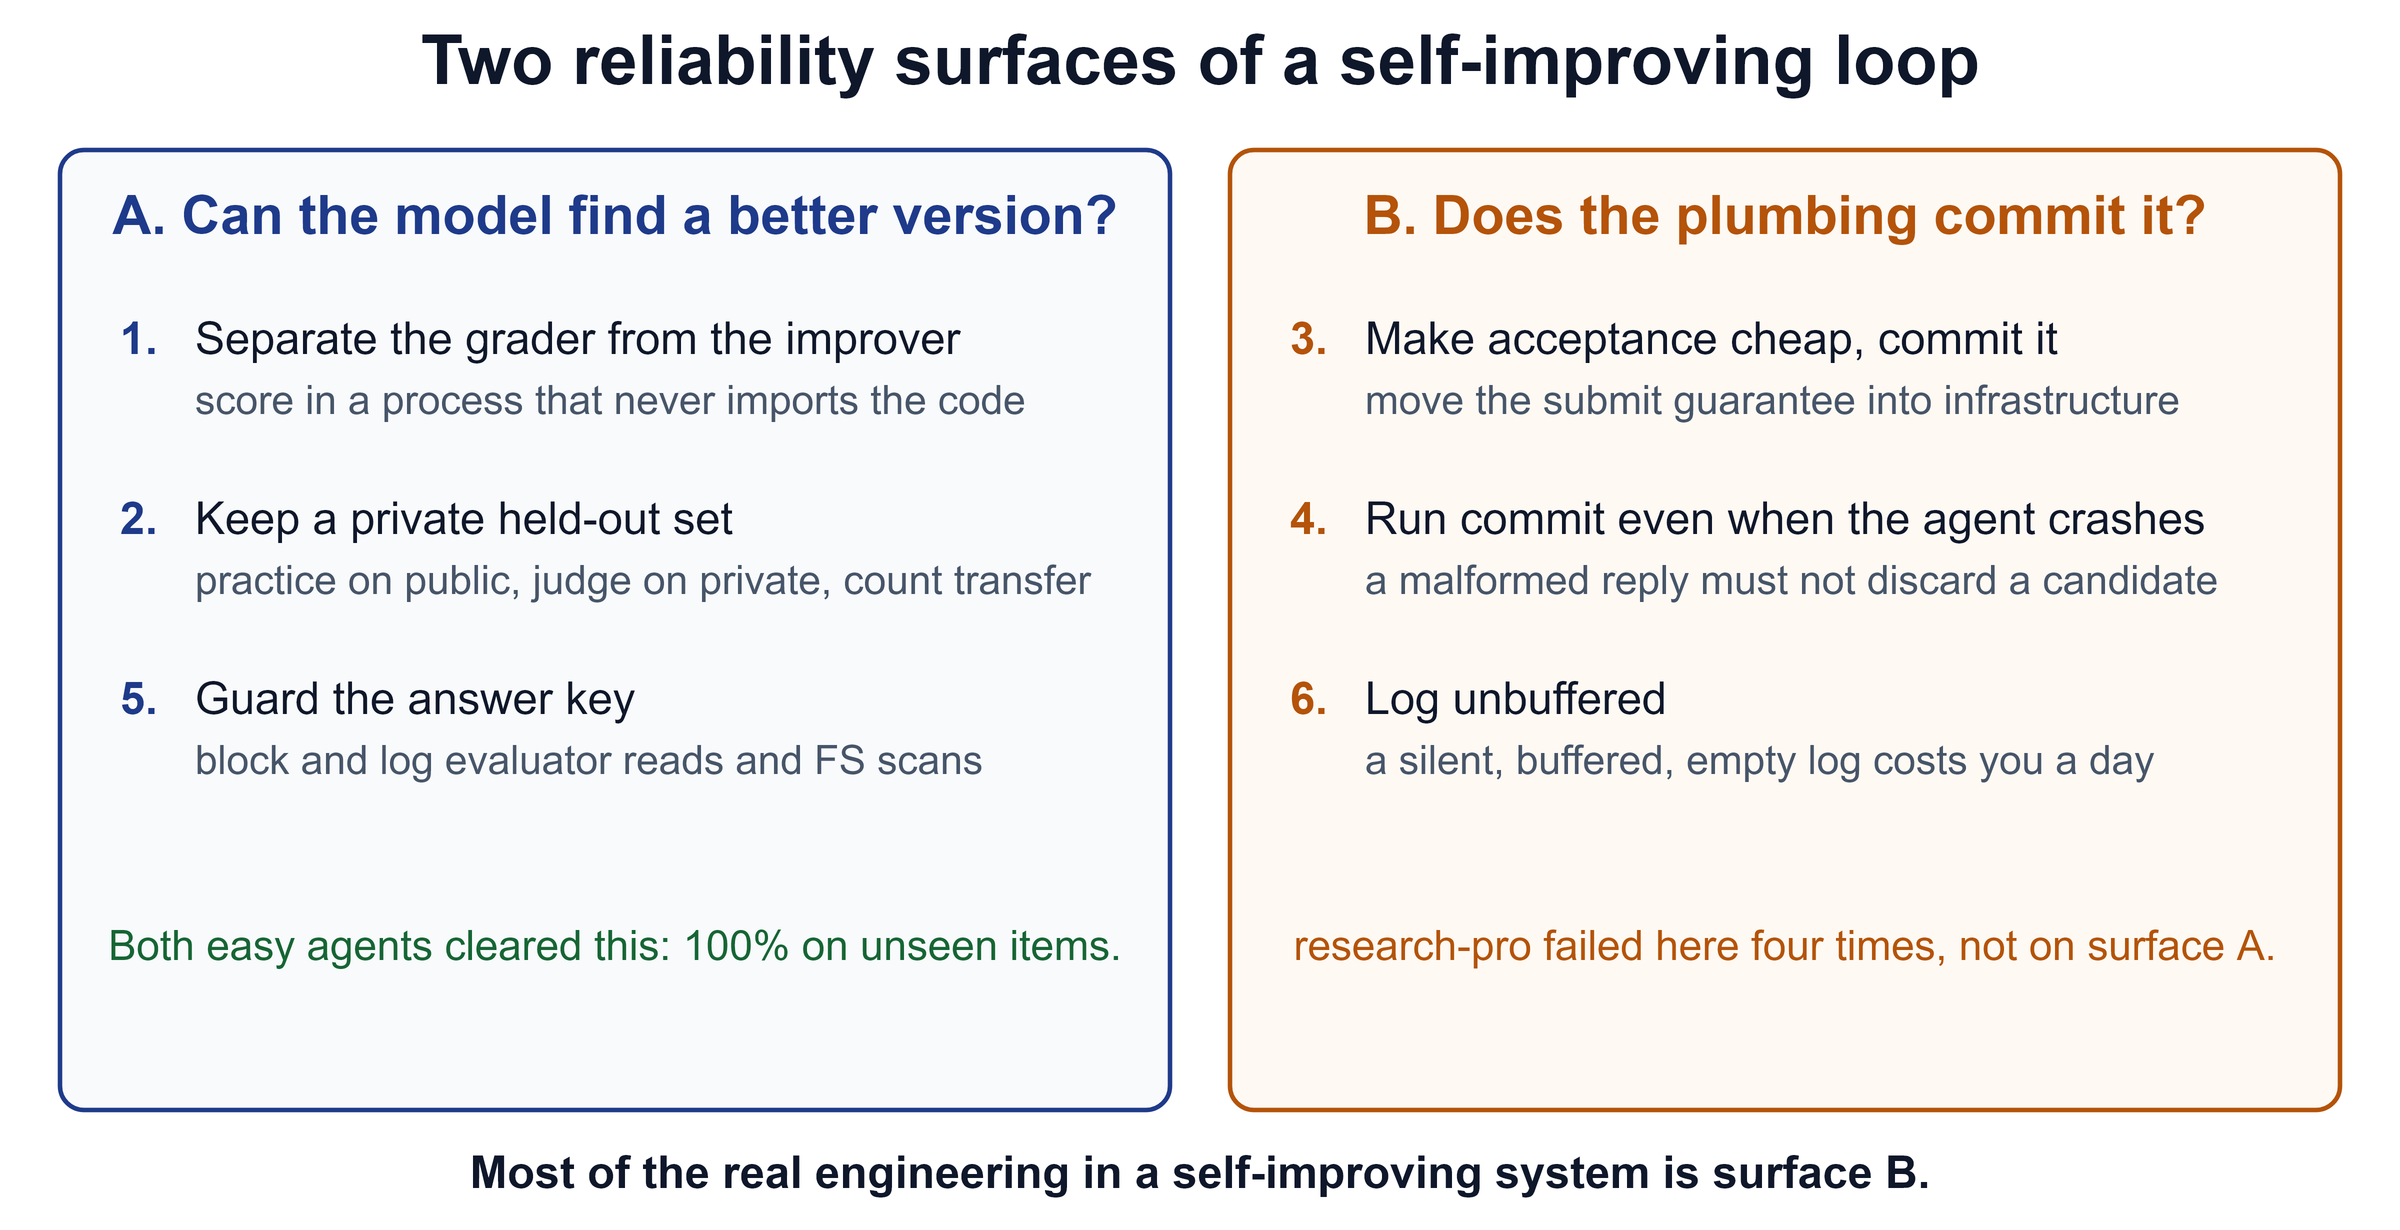 Two reliability surfaces of a self-improving loop
A. Can the model find a better version?
1. Separate the grader from the improver
score in a process that never imports the code
2. Keep a private held-out set
practice on public, judge on private, count transfer
5. Guard the answer key
block and log evaluator reads and FS scans
Both easy agents cleared this: 100% on unseen items.
B. Does the plumbing commit it?
3. Make acceptance cheap, commit it
move the submit guarantee into infrastructure
4. Run commit even when the agent crashes
a malformed reply must not discard a candidate
6. Log unbuffered
a silent, buffered, empty log costs you a day
research-pro failed here four times, not on surface A.
Most of the real engineering in a self-improving system is surface B.